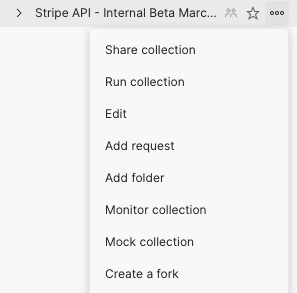 Stripe API - Internal Beta Marc...
Share collection
Run collection
Edit
Add request
Add folder
Monitor collection
Mock collection
Create a fork